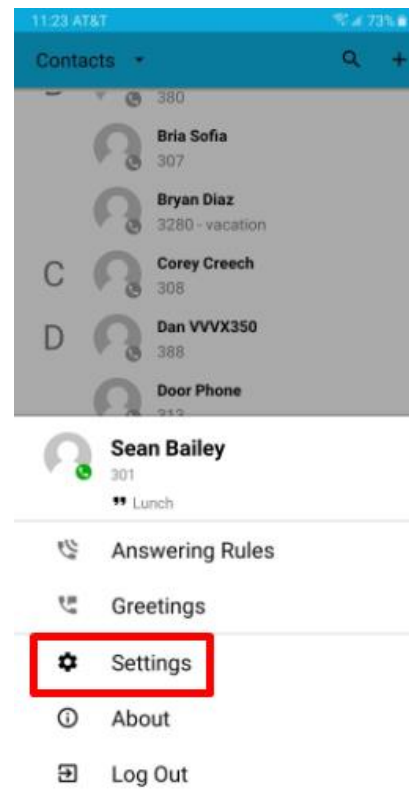 11:23 AT&T 73%
Contacts
380
Bria Sofia
307
Bryan Diaz
3280 - vacation
C
Corey Creech
308
D
Dan VVVX350
388
Door Phone
313
Sean Bailey
301
❞ Lunch
Answering Rules
Greetings
Settings
About
Log Out